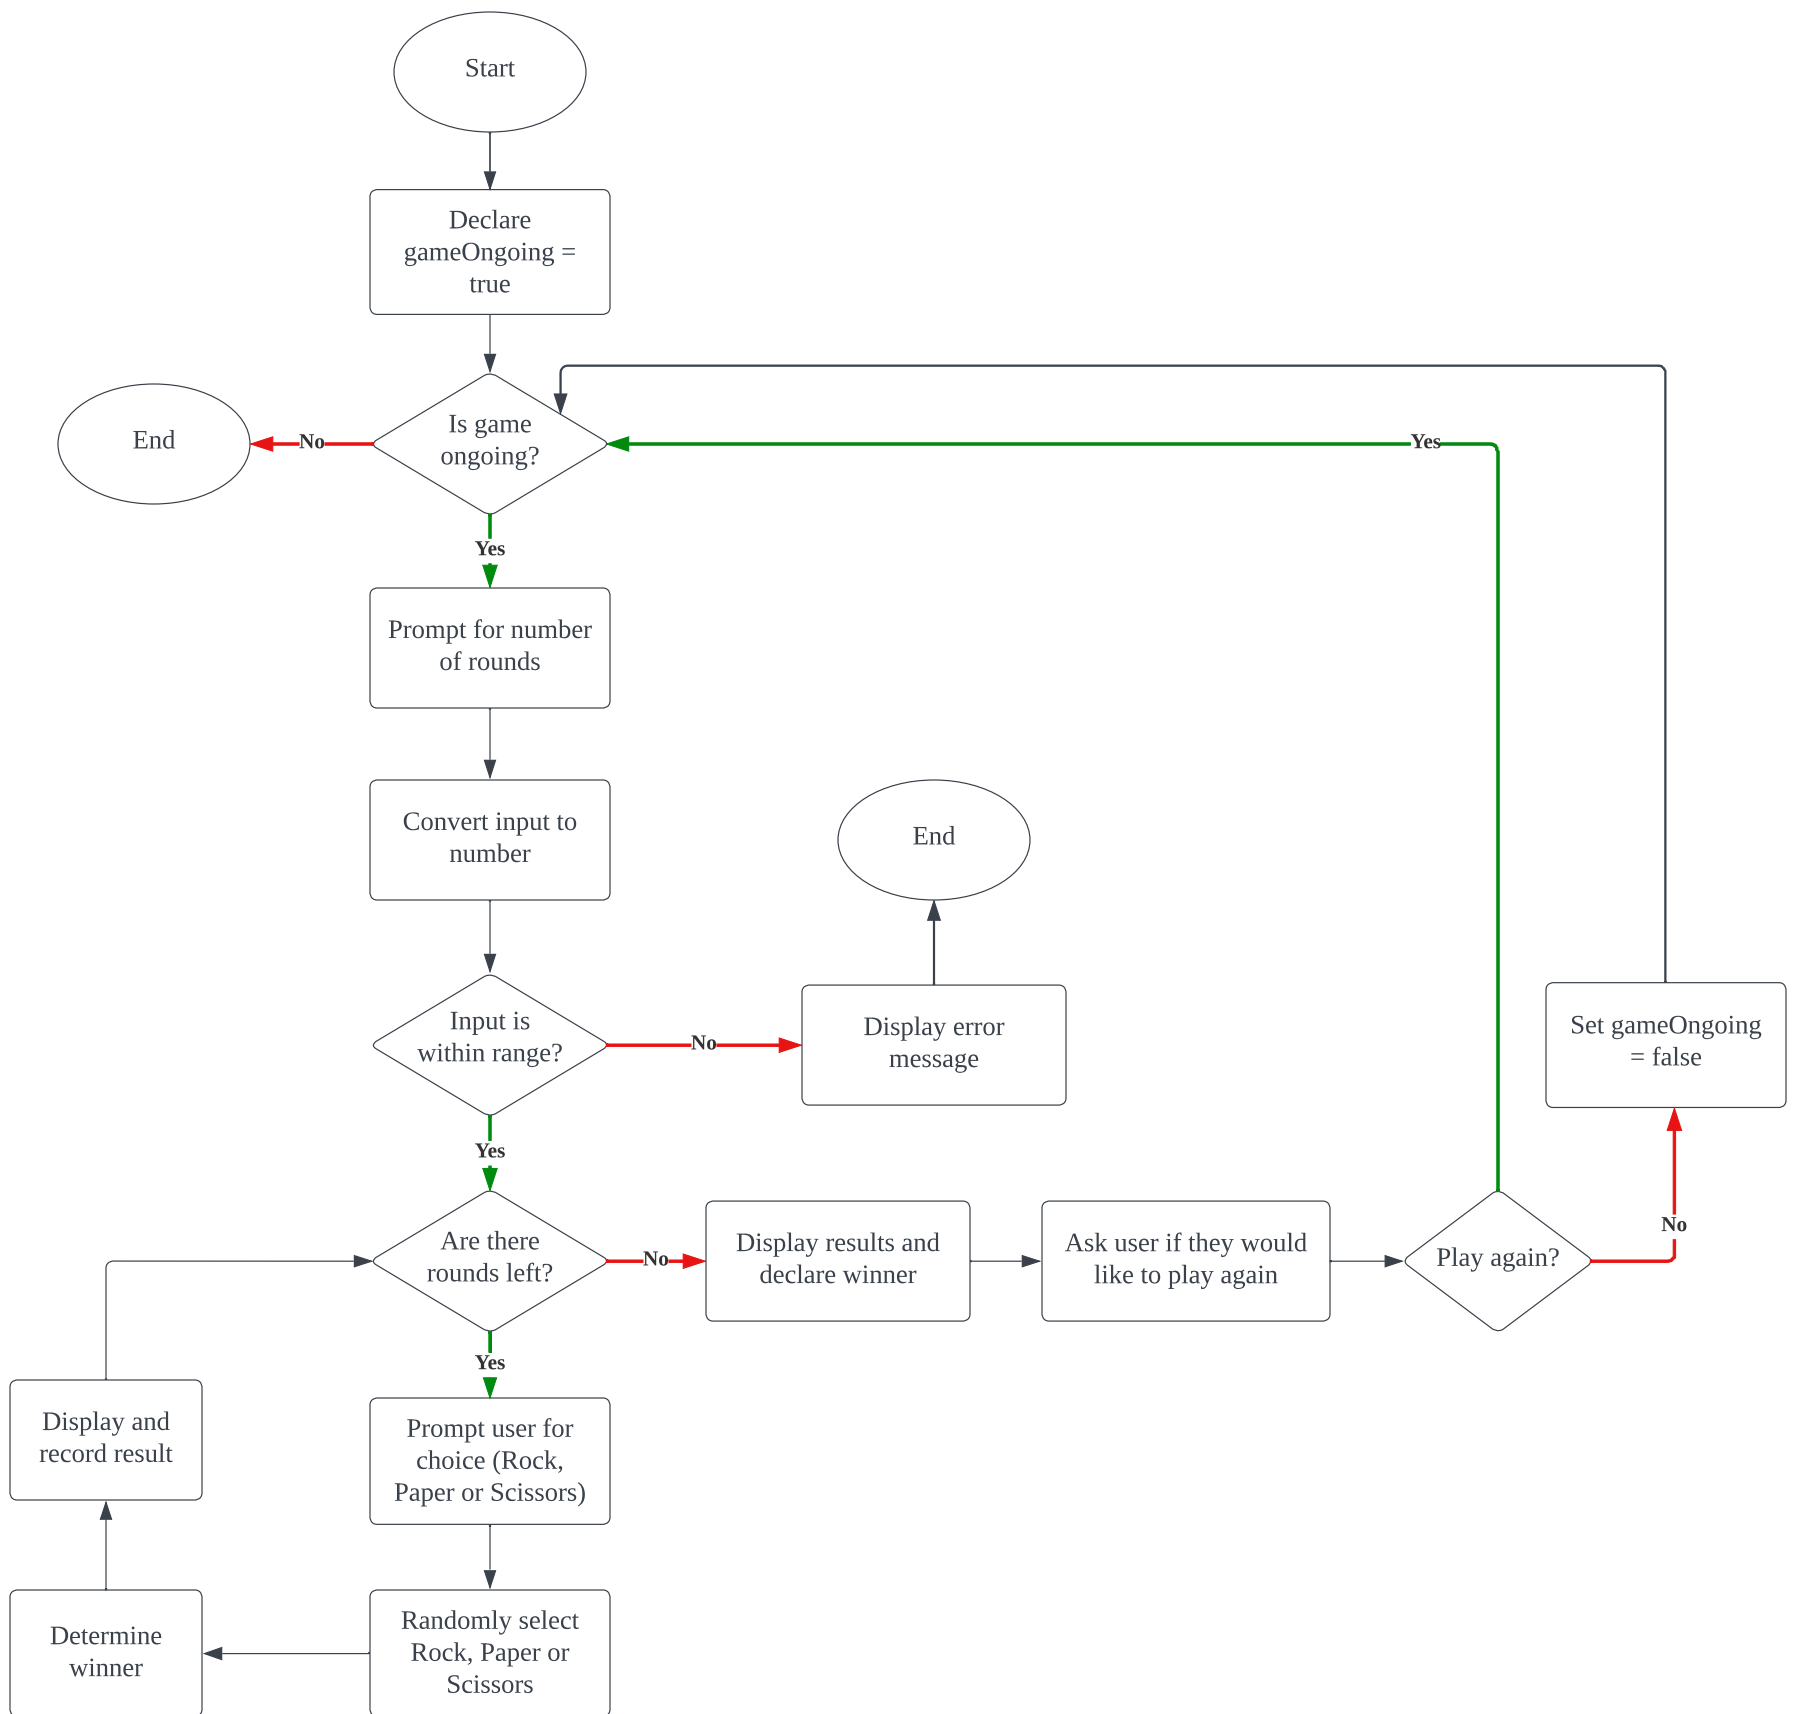 Start
Declare
gameOngoing =
true
Is game
ongoing?
No
End
Yes
Yes
Prompt for number
of rounds
Convert input to
number
End
Input is
within range?
No
Display error
message
Set gameOngoing
= false
Yes
Are there
rounds left?
No
Display results and
declare winner
Ask user if they would
like to play again
Play again?
No
Yes
Display and
record result
Prompt user for
choice (Rock,
Paper or Scissors)
Determine
winner
Randomly select
Rock, Paper or
Scissors